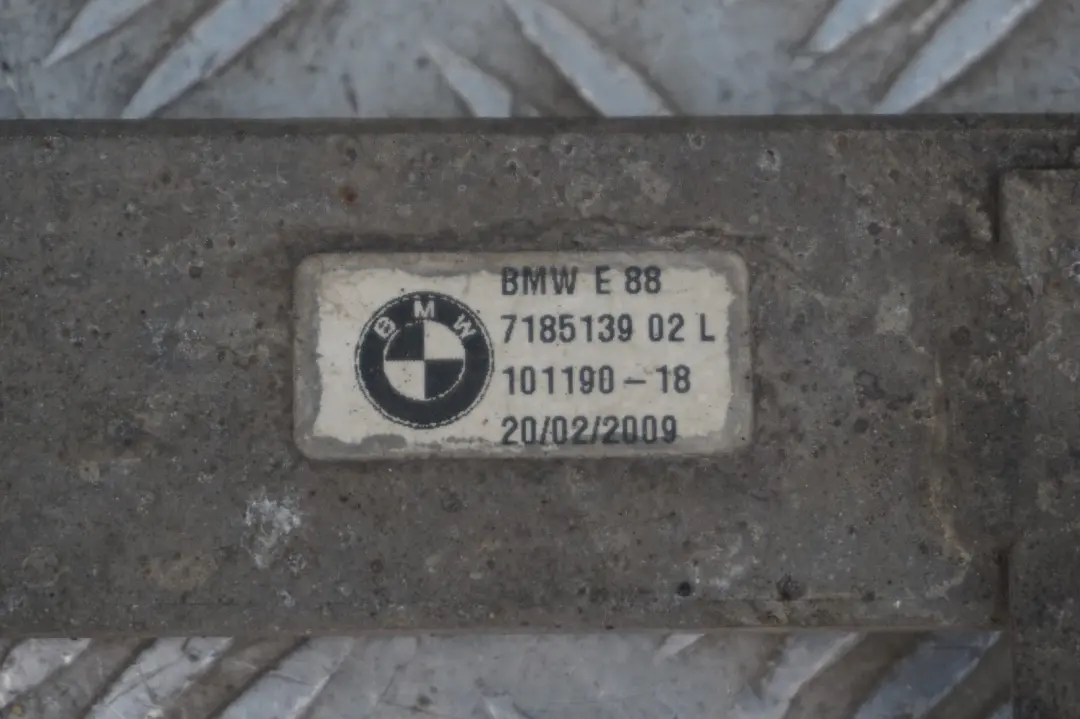 BMW
BMW E 88
7185139 02 L
101190 - 18
20/02/2009